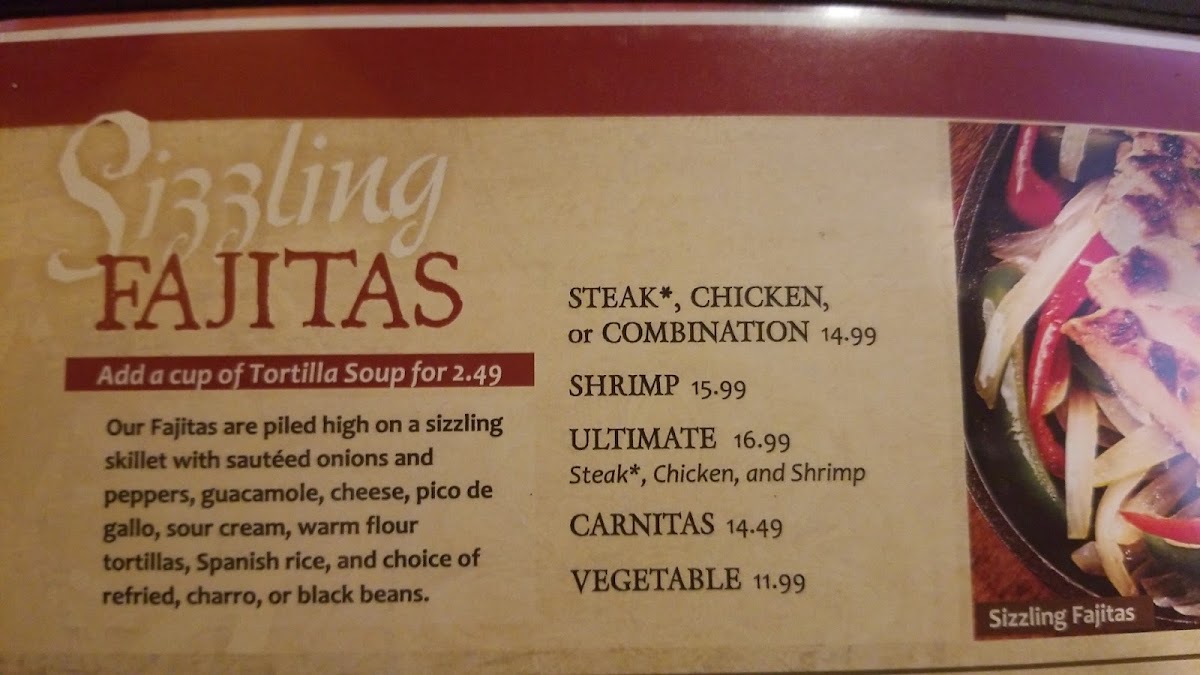 Sizzling
FAJITAS
Add a cup of Tortilla Soup for 2.49
Our Fajitas are piled high on a sizzling
skillet with sautéed onions and
peppers, guacamole, cheese, pico de
gallo, sour cream, warm flour
tortillas, Spanish rice, and choice of
refried, charro, or black beans.
STEAK*, CHICKEN,
or COMBINATION 14.99
SHRIMP 15.99
ULTIMATE 16.99
Steak*, Chicken, and Shrimp
CARNITAS 14.49
VEGETABLE 11.99
Sizzling Fajitas